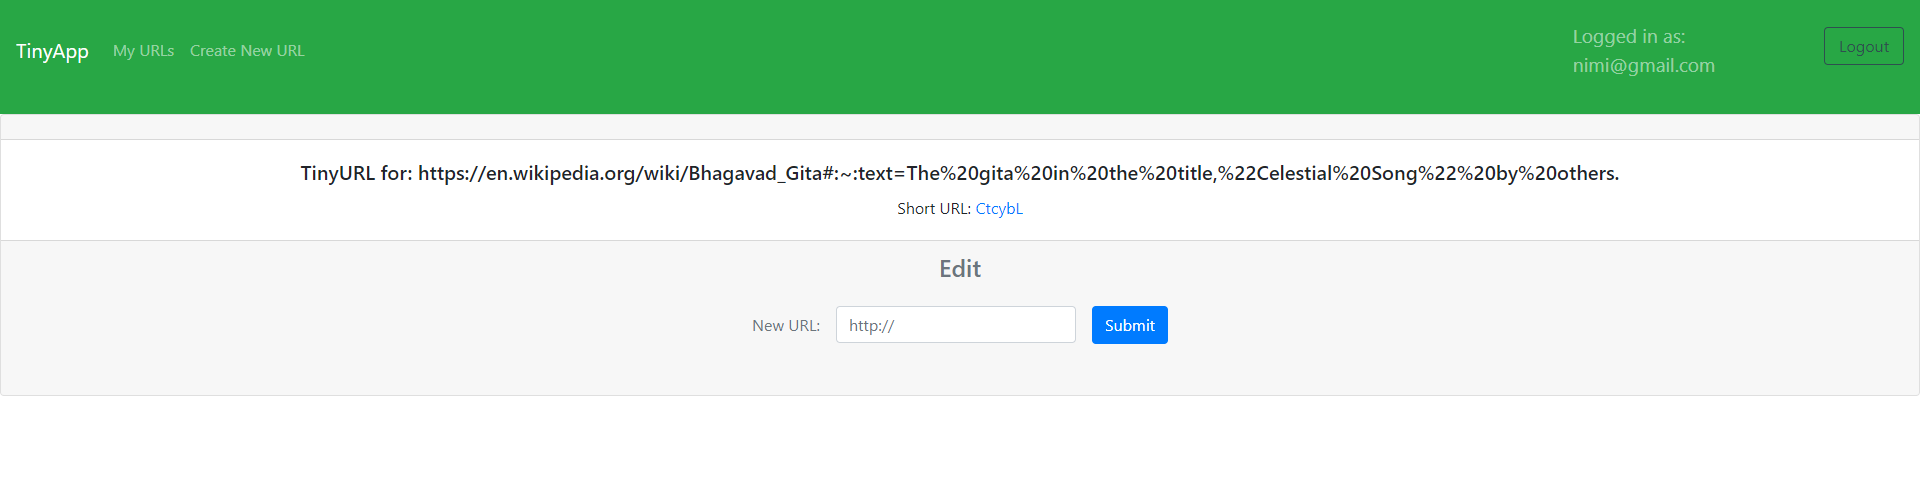 TinyApp My URLs Create New URL
Logged in as:
nimi@gmail.com
Logout
TinyURL for: https://en.wikipedia.org/wiki/Bhagavad_Gita#:~:text=The%20gita%20in%20the%20title,%22Celestial%20Song%22%20by%20others.
Short URL: CtcybL
Edit
New URL: http:// Submit